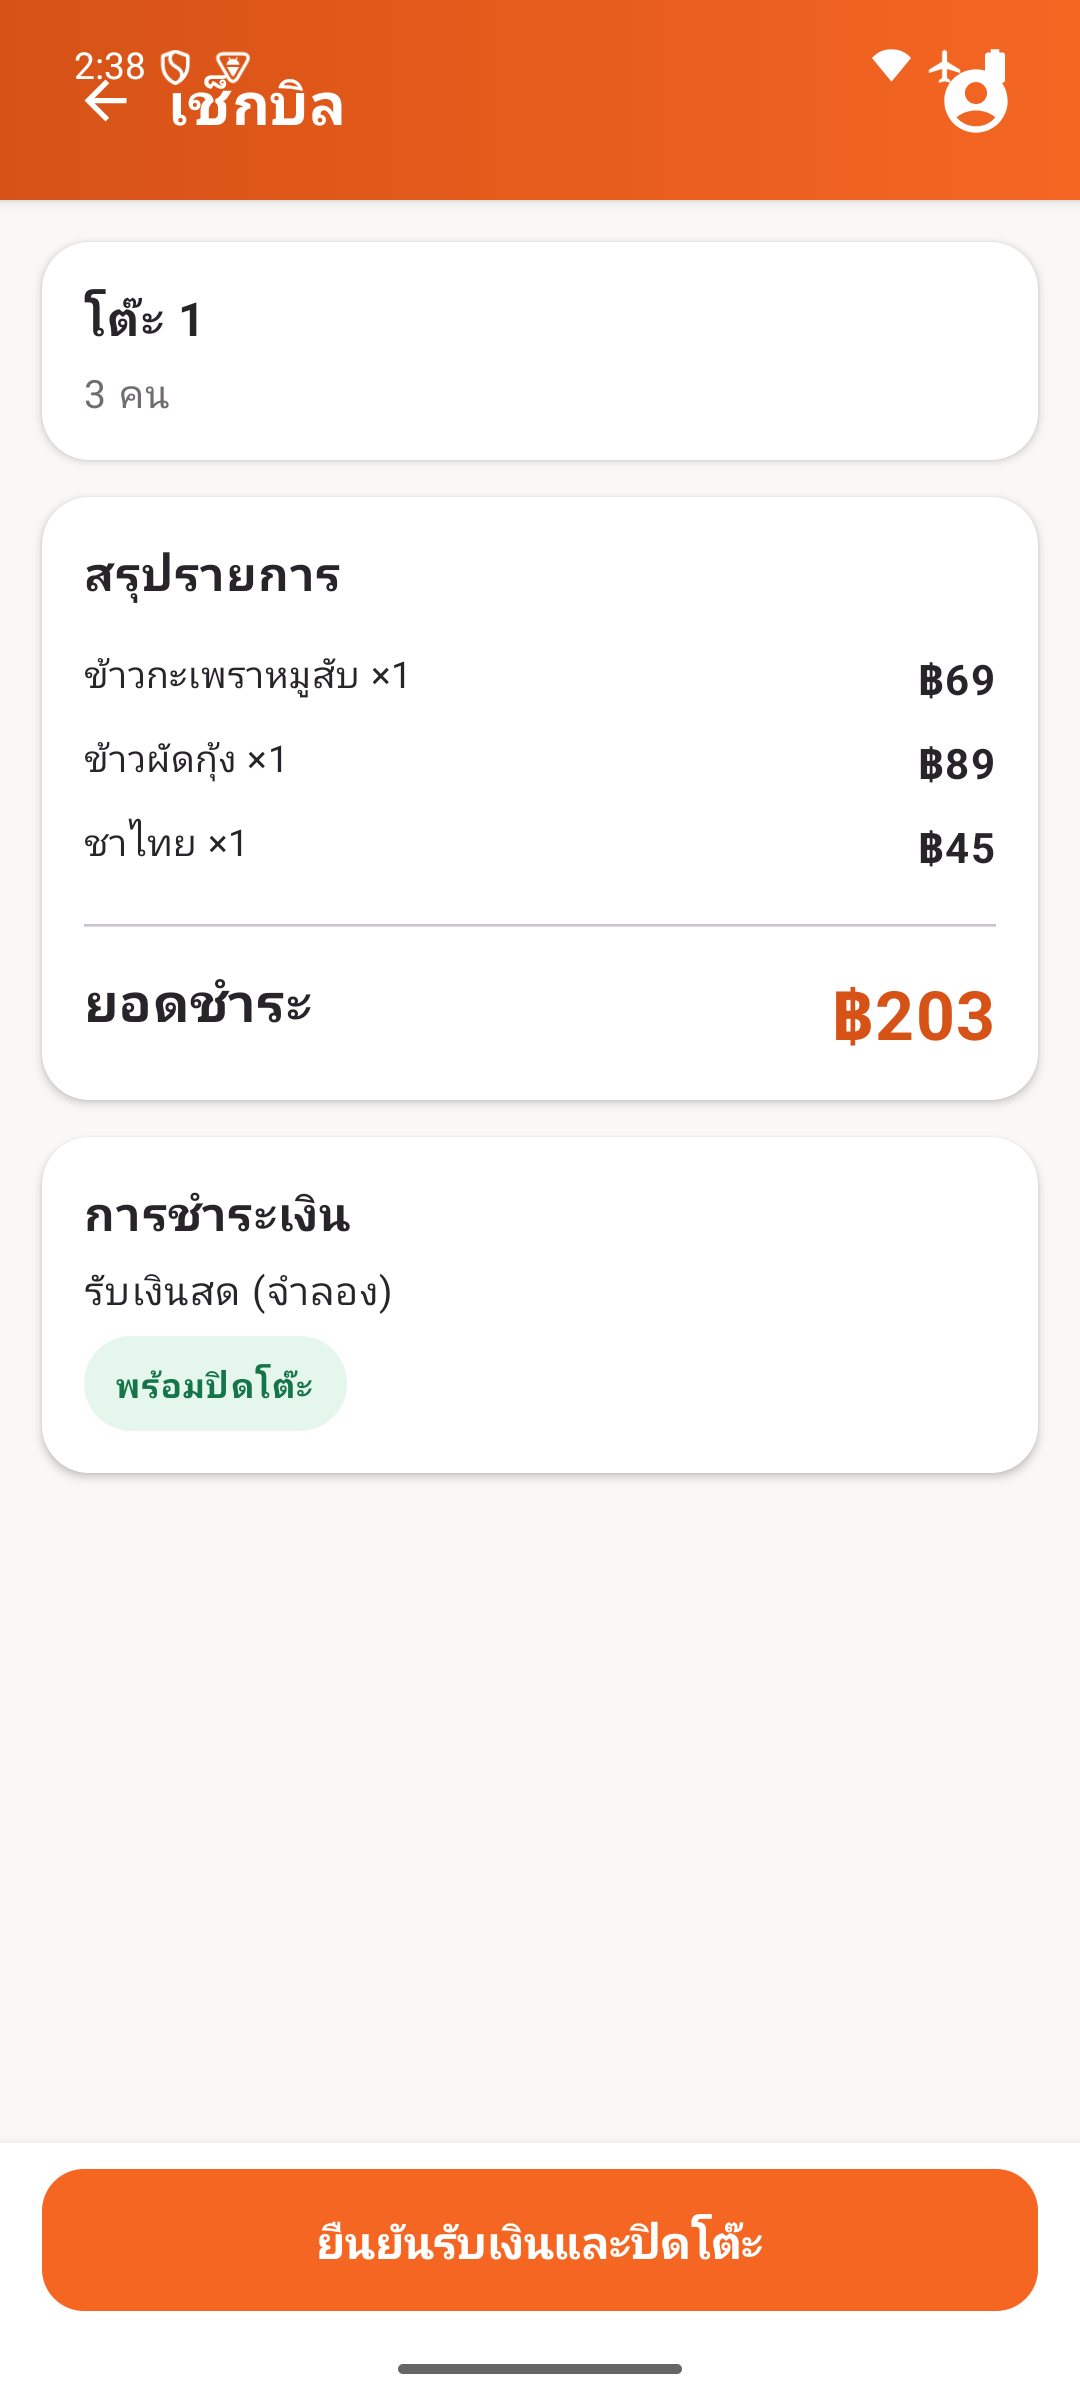 2:38
เช็กบิล
โต๊ะ 1
3 คน
สรุปรายการ
ข้าวกะเพราหมูสับ ×1 ฿69
ข้าวผัดกุ้ง ×1 ฿89
ชาไทย ×1 ฿45
ยอดชำระ ฿203
การชำระเงิน
รับเงินสด (จำลอง)
พร้อมปิดโต๊ะ
ยืนยันรับเงินและปิดโต๊ะ